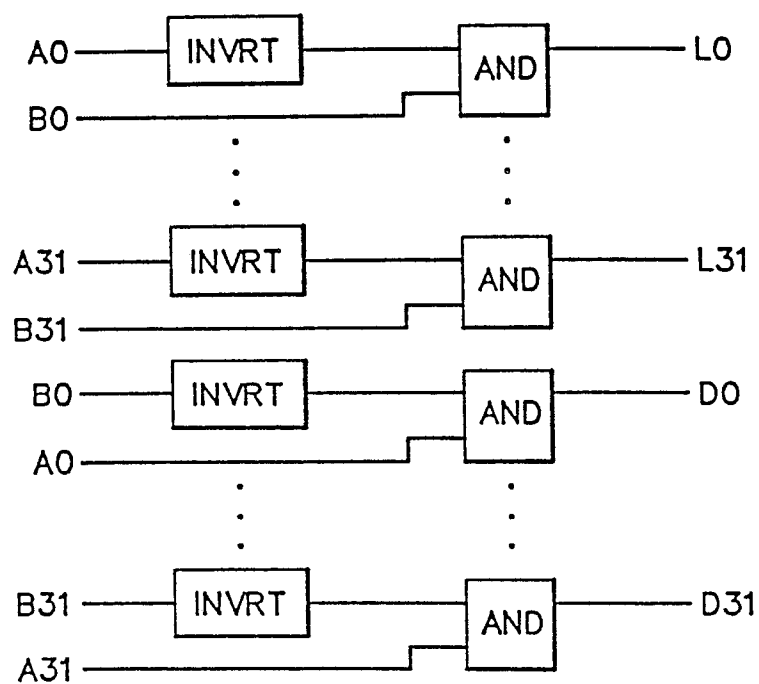 A0 INVRT AND L0
B0
A31 INVRT AND L31
B31
B0 INVRT AND D0
A0
B31 INVRT AND D31
A31